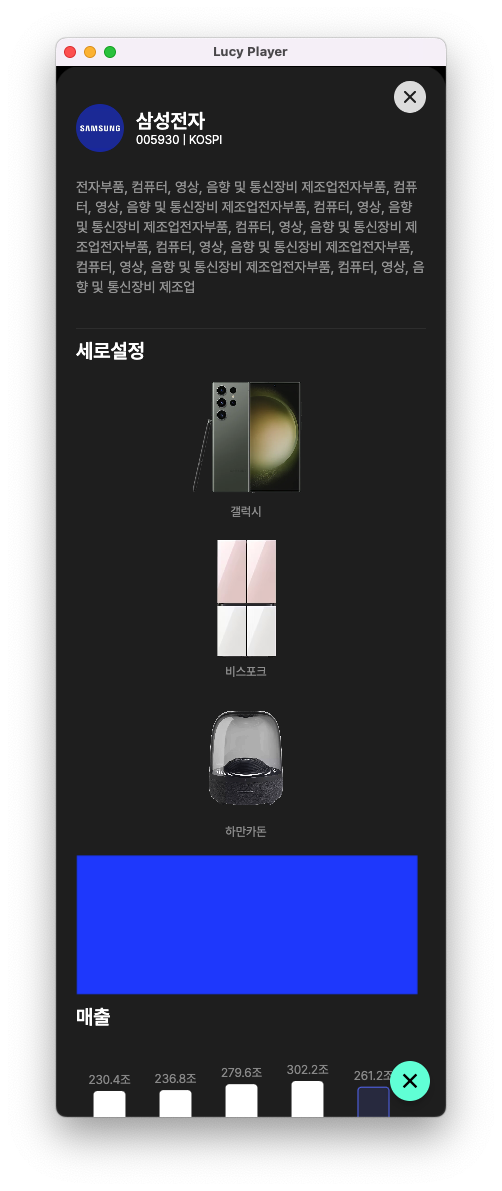 Lucy Player
SAMSUNG
삼성전자
005930 | KOSPI
전자부품, 컴퓨터, 영상, 음향 및 통신장비 제조업전자부품, 컴퓨
터, 영상, 음향 및 통신장비 제조업전자부품, 컴퓨터, 영상, 음향
및 통신장비 제조업전자부품, 컴퓨터, 영상, 음향 및 통신장비 제
조업전자부품, 컴퓨터, 영상, 음향 및 통신장비 제조업전자부품,
컴퓨터, 영상, 음향 및 통신장비 제조업전자부품, 컴퓨터, 영상, 음
향 및 통신장비 제조업
세로설정
갤럭시
비스포크
하만카돈
매출
230.4조 236.8조 279.6조 302.2조 261.2조